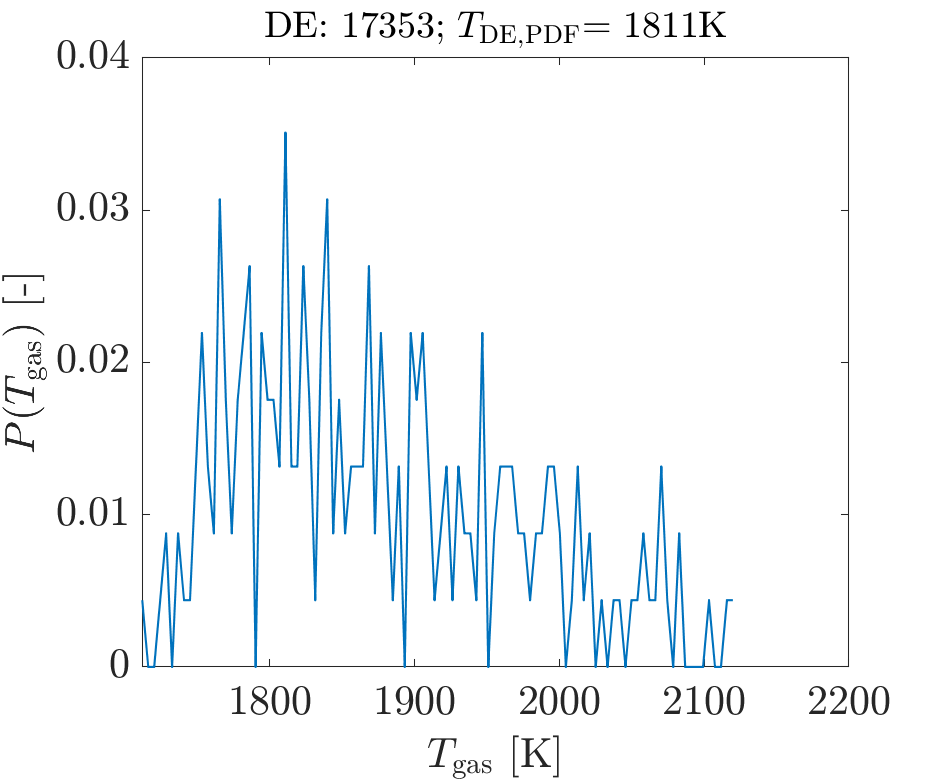 DE: 17353; T_DE,PDF= 1811K
0.04
0.03
0.02
0.01
0
P(T_gas) [-]
1800 1900 2000 2100 2200
T_gas [K]